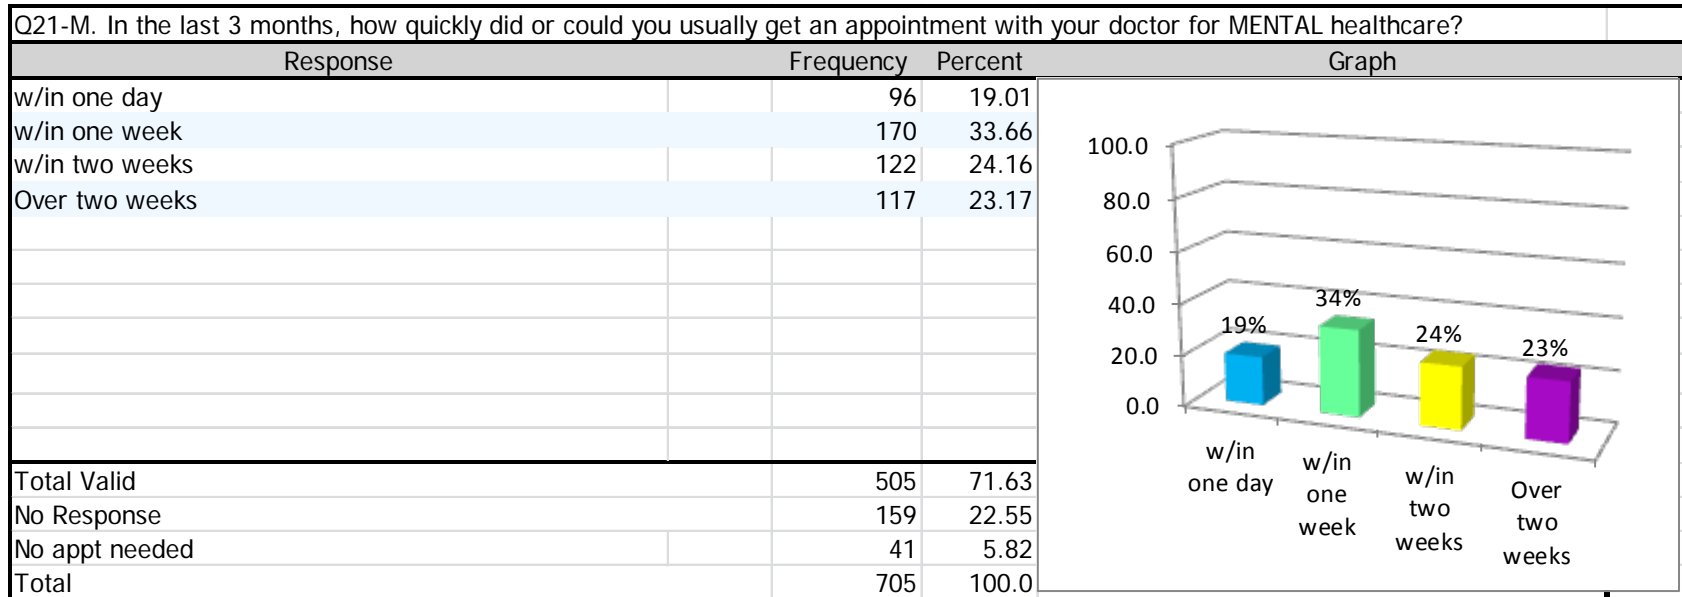 Q21-M. In the last 3 months, how quickly did or could you usually get an appointment with your doctor for MENTAL healthcare?
Response Frequency Percent Graph
w/in one day 96 19.01
w/in one week 170 33.66
w/in two weeks 122 24.16
Over two weeks 117 23.17
Total Valid 505 71.63
No Response 159 22.55
No appt needed 41 5.82
Total 705 100.0
100.0
80.0
60.0
40.0
20.0
0.0
19%
34%
24%
23%
w/in
one day
w/in
one
week
w/in
two
weeks
Over
two
weeks